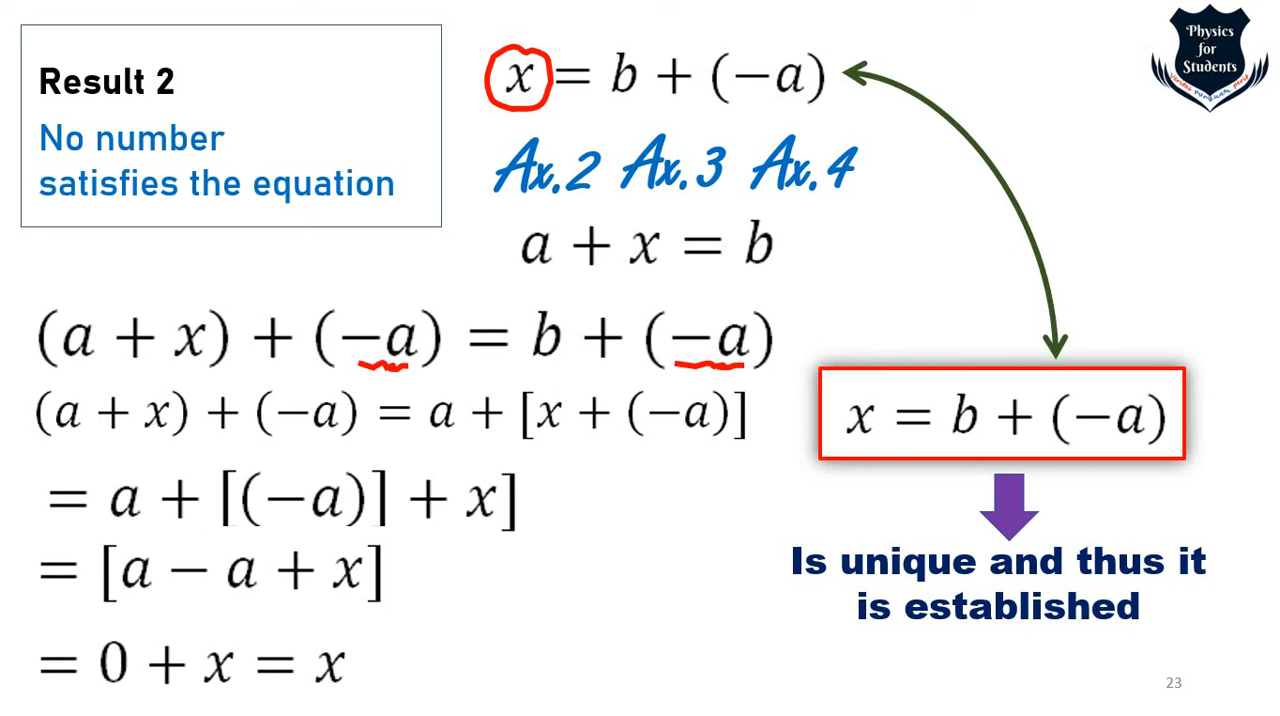 Result 2
No number
satisfies the equation
x = b + (−a)
Ax.2 Ax.3 Ax.4
a + x = b
(a + x) + (−a) = b + (−a)
(a + x) + (−a) = a + [x + (−a)]
= a + [(−a)] + x]
= [a − a + x]
= 0 + x = x
x = b + (−a)
Is unique and thus it
is established
Physics
for
Students
23